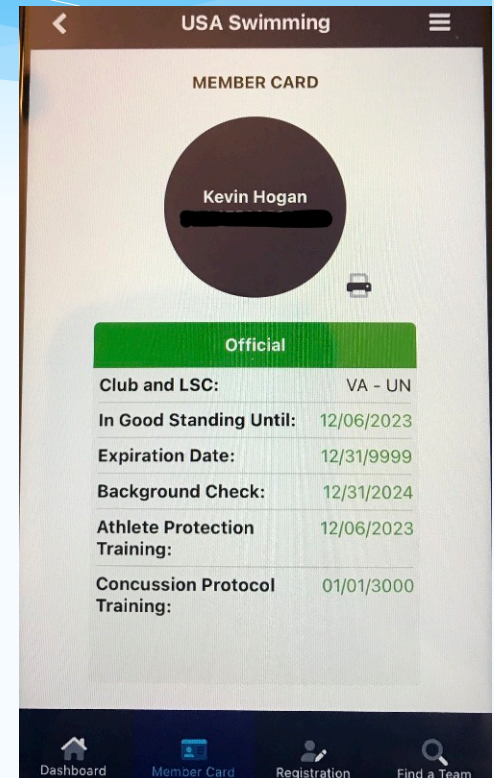 USA Swimming
MEMBER CARD
Kevin Hogan
Official
Club and LSC: VA - UN
In Good Standing Until: 12/06/2023
Expiration Date: 12/31/9999
Background Check: 12/31/2024
Athlete Protection 12/06/2023
Training:
Concussion Protocol 01/01/3000
Training:
Dashboard Member Card Registration Find a Team